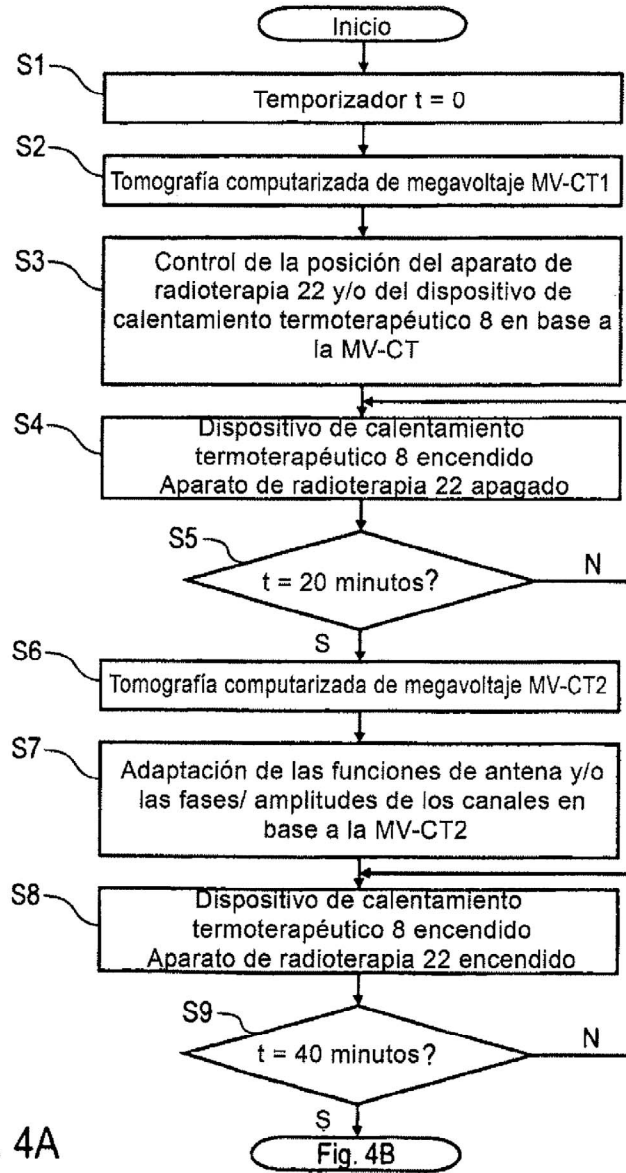 Inicio
S1
Temporizador t = 0
S2
Tomografía computarizada de megavoltaje MV-CT1
S3
Control de la posición del aparato de
radioterapia 22 y/o del dispositivo de
calentamiento termoterapéutico 8 en base a
la MV-CT
S4
Dispositivo de calentamiento
termoterapéutico 8 encendido
Aparato de radioterapia 22 apagado
S5
t = 20 minutos?
N
S
S6
Tomografía computarizada de megavoltaje MV-CT2
S7
Adaptación de las funciones de antena y/o
las fases/ amplitudes de los canales en
base a la MV-CT2
S8
Dispositivo de calentamiento
termoterapéutico 8 encendido
Aparato de radioterapia 22 encendido
S9
t = 40 minutos?
N
S
4A
Fig. 4B